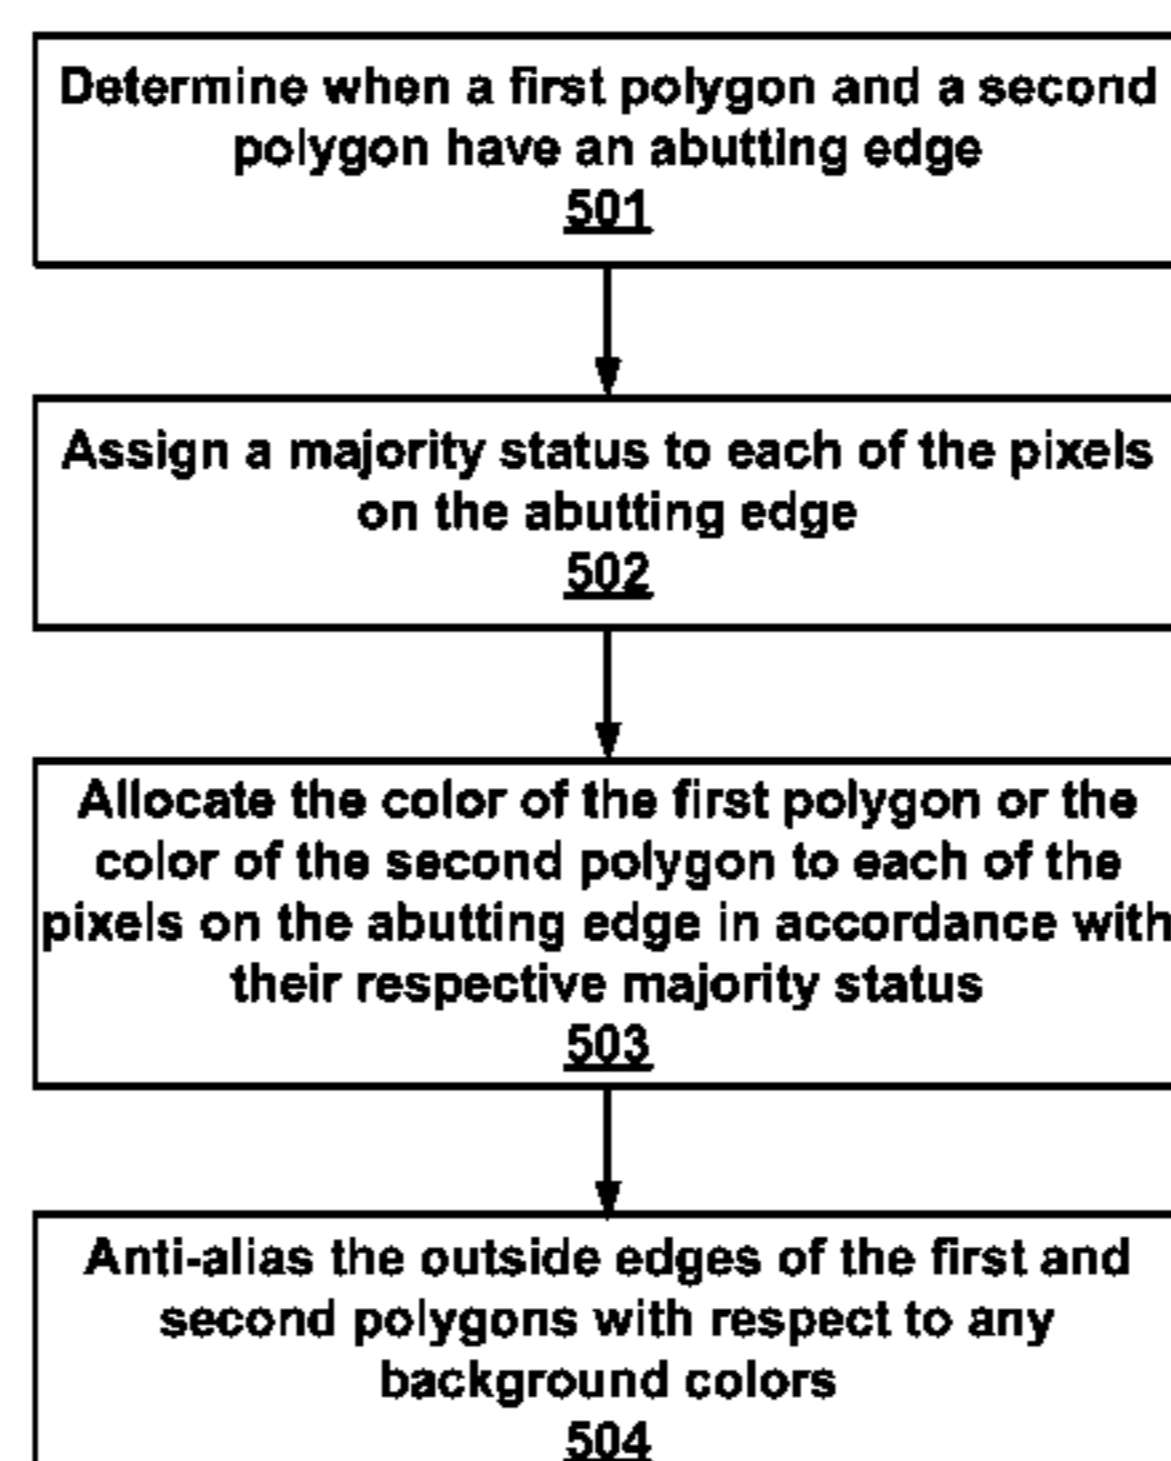 Determine when a first polygon and a second
polygon have an abutting edge
501
Assign a majority status to each of the pixels
on the abutting edge
502
Allocate the color of the first polygon or the
color of the second polygon to each of the
pixels on the abutting edge in accordance with
their respective majority status
503
Anti-alias the outside edges of the first and
second polygons with respect to any
background colors
504